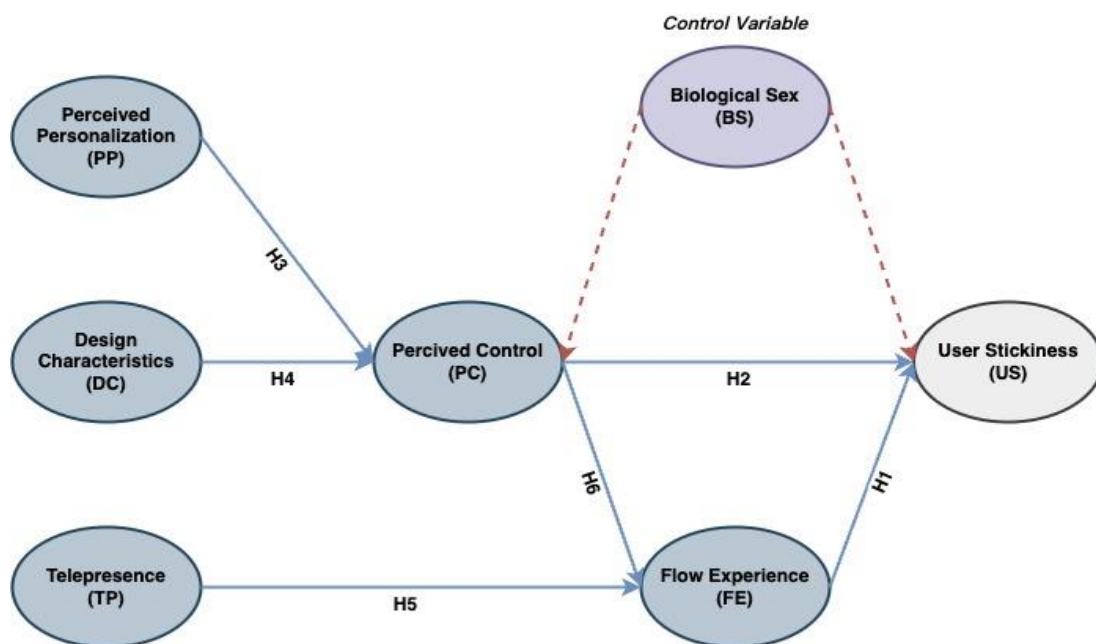 Control Variable
Biological Sex
(BS)
Perceived
Personalization
(PP)
H3
Design
Characteristics
(DC)
H4
Percived Control
(PC)
H2
User Stickiness
(US)
H6
H1
Telepresence
(TP)
H5
Flow Experience
(FE)